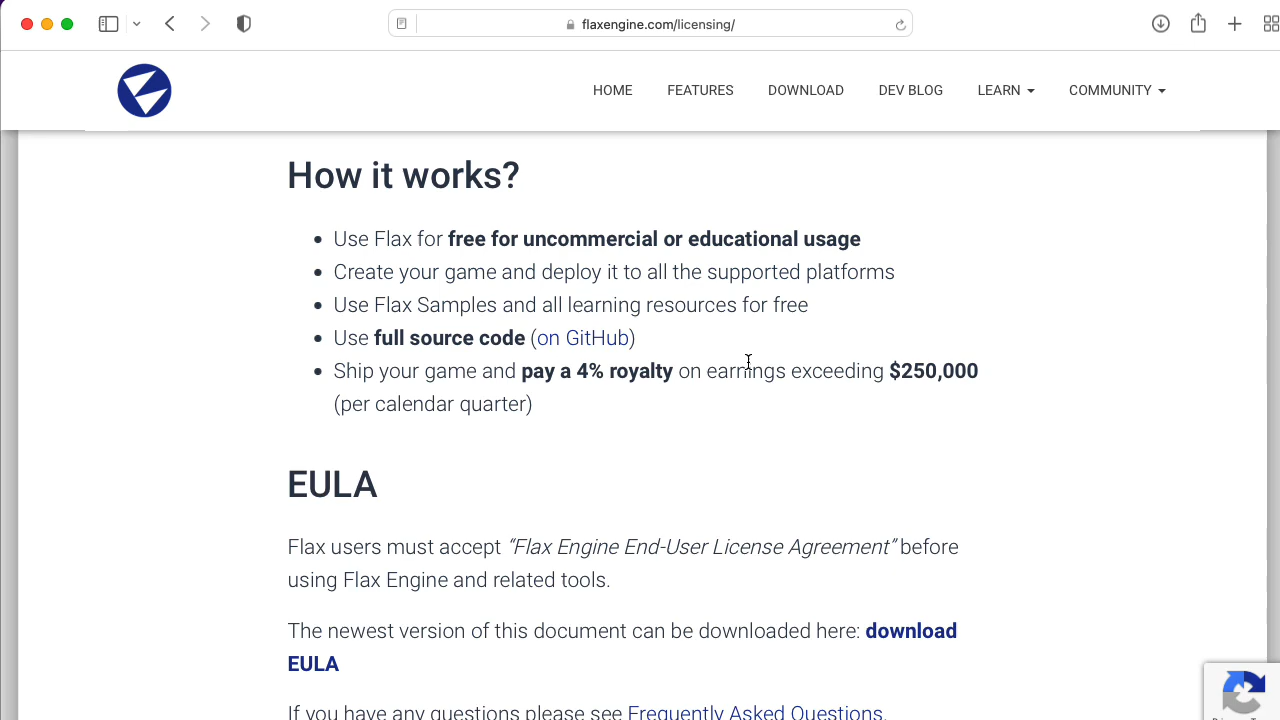 flaxengine.com/licensing/
HOME FEATURES DOWNLOAD DEV BLOG LEARN COMMUNITY
How it works?
Use Flax for free for uncommercial or educational usage
Create your game and deploy it to all the supported platforms
Use Flax Samples and all learning resources for free
Use full source code (on GitHub)
Ship your game and pay a 4% royalty on earnings exceeding $250,000
(per calendar quarter)
EULA
Flax users must accept “Flax Engine End-User License Agreement” before
using Flax Engine and related tools.
The newest version of this document can be downloaded here: download
EULA
If you have any questions please see Frequently Asked Questions.